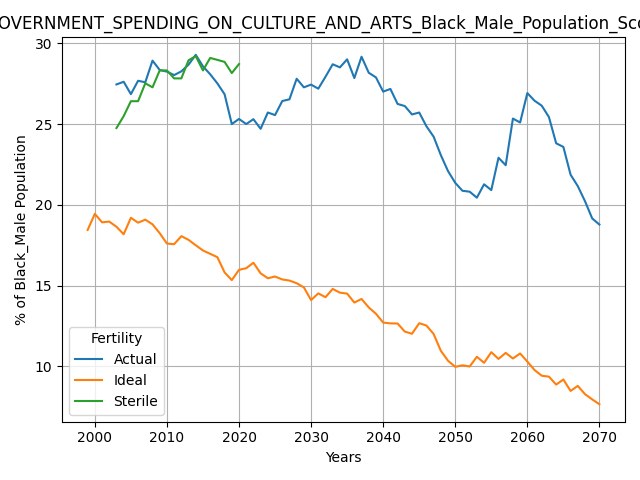 OVERNMENT_SPENDING_ON_CULTURE_AND_ARTS_Black_Male_Population_Sco
30
25
20
15
10
% of Black_Male Population
Fertility
Actual
Ideal
Sterile
2000 2010 2020 2030 2040 2050 2060 2070
Years